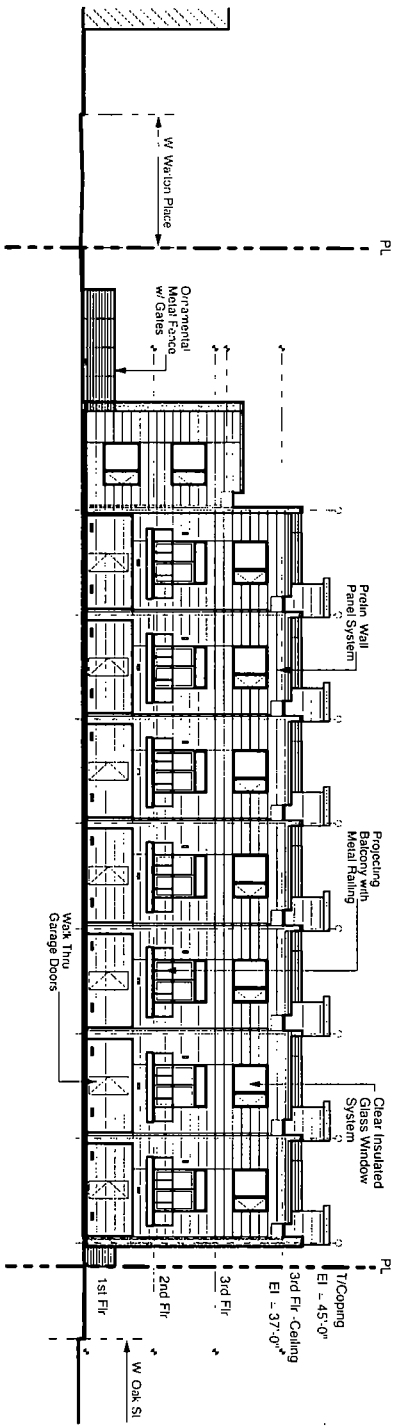 PL
W Walton Place
Ornamental
Metal Fence
w/ Gates
Prefin Wall
Panel System
Projecting
Balcony with
Metal Railing
Clear Insulated
Glass Window
System
Walk Thru
Garage Doors
PL
T/Coping
El 45'-0"
3rd Flr -Ceiling
El 37'-0"
3rd Flr
2nd Flr
1st Flr
W Oak St